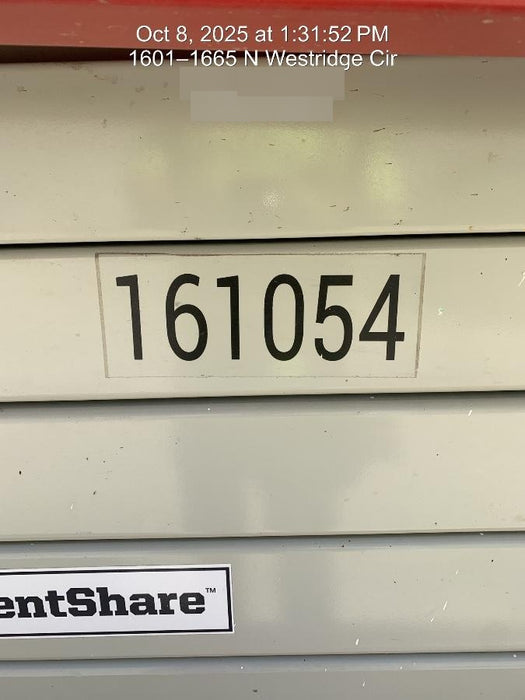 Oct 8, 2025 at 1:31:52 PM
1601–1665 N Westridge Cir
161054
entShare™